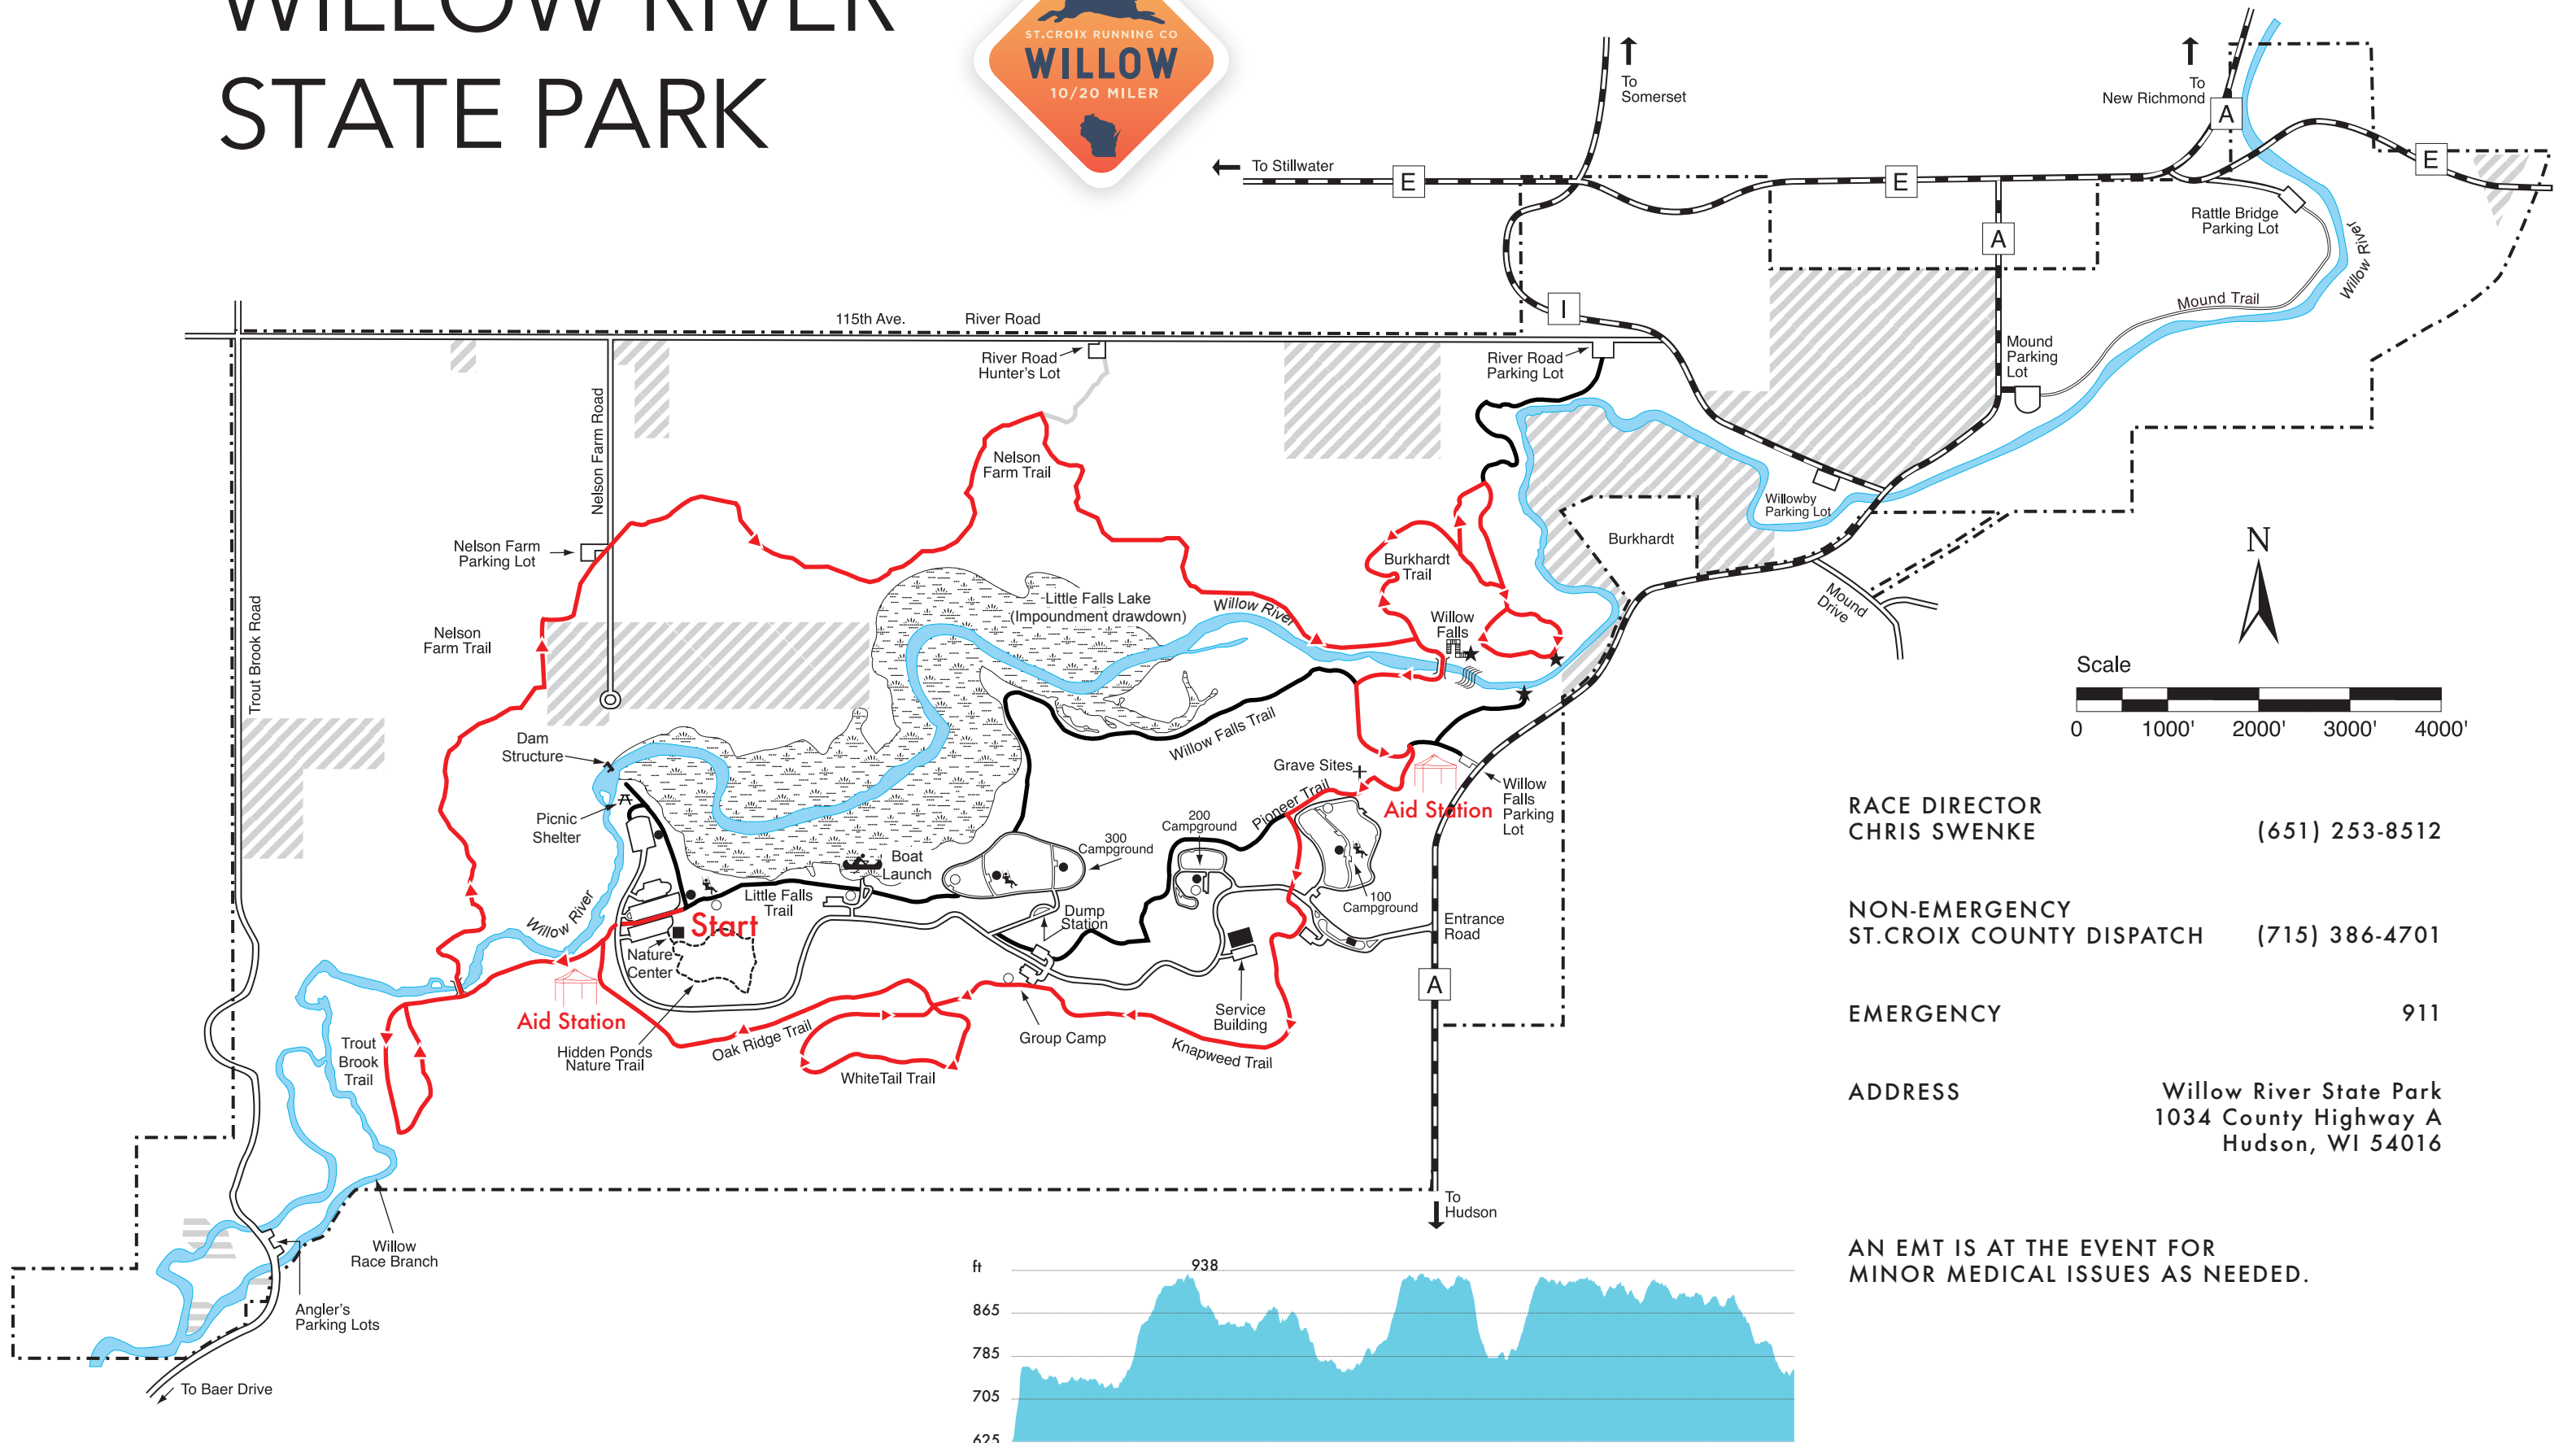 WILLOW RIVER
STATE PARK
ST.CROIX RUNNING CO
WILLOW
10/20 MILER
To
Somerset
To
New Richmond
A
To Stillwater
E
E
E
Rattle Bridge
Parking Lot
Willow River
A
Mound Trail
I
115th Ave.
River Road
River Road
Hunter's Lot
River Road
Parking Lot
Mound
Parking
Lot
Nelson Farm Road
Nelson
Farm Trail
Willowby
Parking Lot
Nelson Farm
Parking Lot
Burkhardt
Burkhardt
Trail
N
Mound
Drive
Trout Brook Road
Little Falls Lake
(Impoundment drawdown)
Willow River
Willow
Falls
Nelson
Farm Trail
Scale
0
1000'
2000'
3000'
4000'
Dam
Structure
Willow Falls Trail
Grave Sites
Pioneer Trail
Aid Station
Willow
Falls
Parking
Lot
Picnic
Shelter
200
Campground
300
Campground
Boat
Launch
100
Campground
Little Falls
Trail
Start
Dump
Station
Entrance
Road
Willow River
Nature
Center
A
Aid Station
Hidden Ponds
Nature Trail
Oak Ridge Trail
WhiteTail Trail
Group Camp
Service
Building
Knapweed Trail
Trout
Brook
Trail
RACE DIRECTOR
CHRIS SWENKE (651) 253-8512
NON-EMERGENCY
ST.CROIX COUNTY DISPATCH (715) 386-4701
EMERGENCY 911
ADDRESS Willow River State Park
1034 County Highway A
Hudson, WI 54016
To
Hudson
Willow
Race Branch
Angler's
Parking Lots
To Baer Drive
AN EMT IS AT THE EVENT FOR
MINOR MEDICAL ISSUES AS NEEDED.
ft
938
865
785
705
625